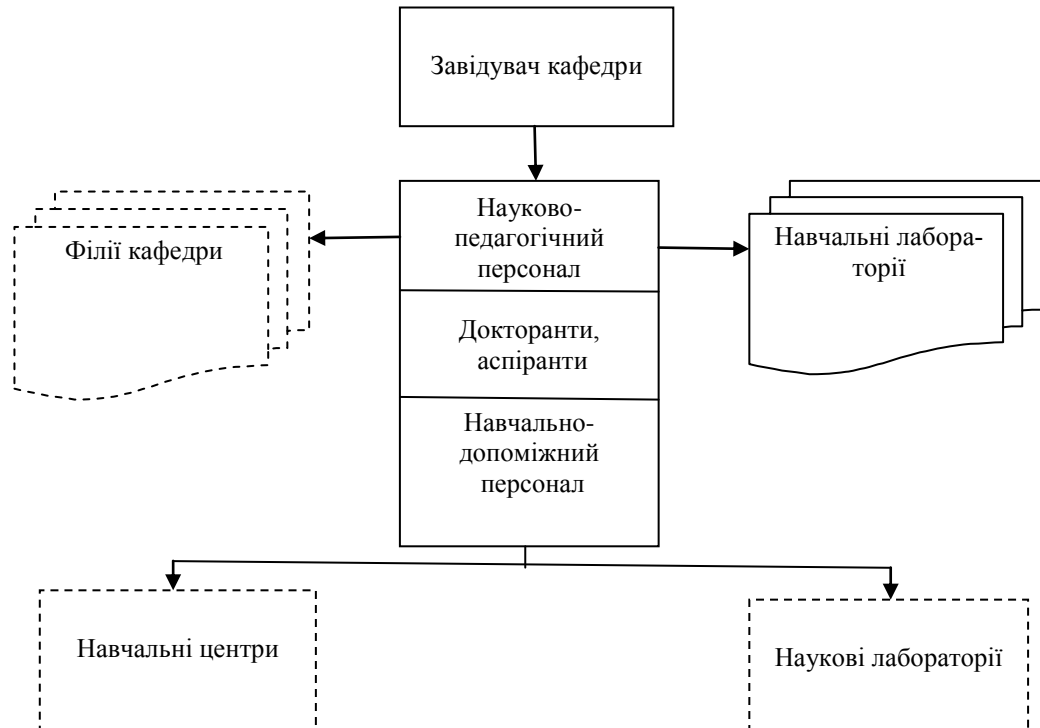 Завідувач кафедри
Науково-
педагогічний
персонал
Філії кафедри
Навчальні лабора-
торії
Докторанти,
аспіранти
Навчально-
допоміжний
персонал
Навчальні центри
Наукові лабораторії